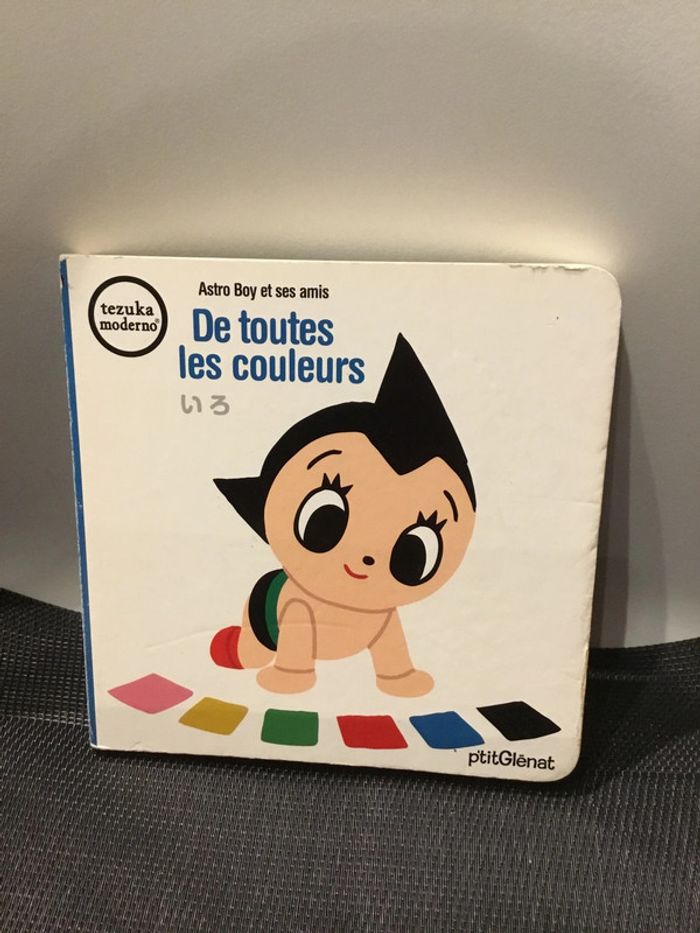 tezuka
moderno®
Astro Boy et ses amis
De toutes
les couleurs
いろ
p'titGlénat